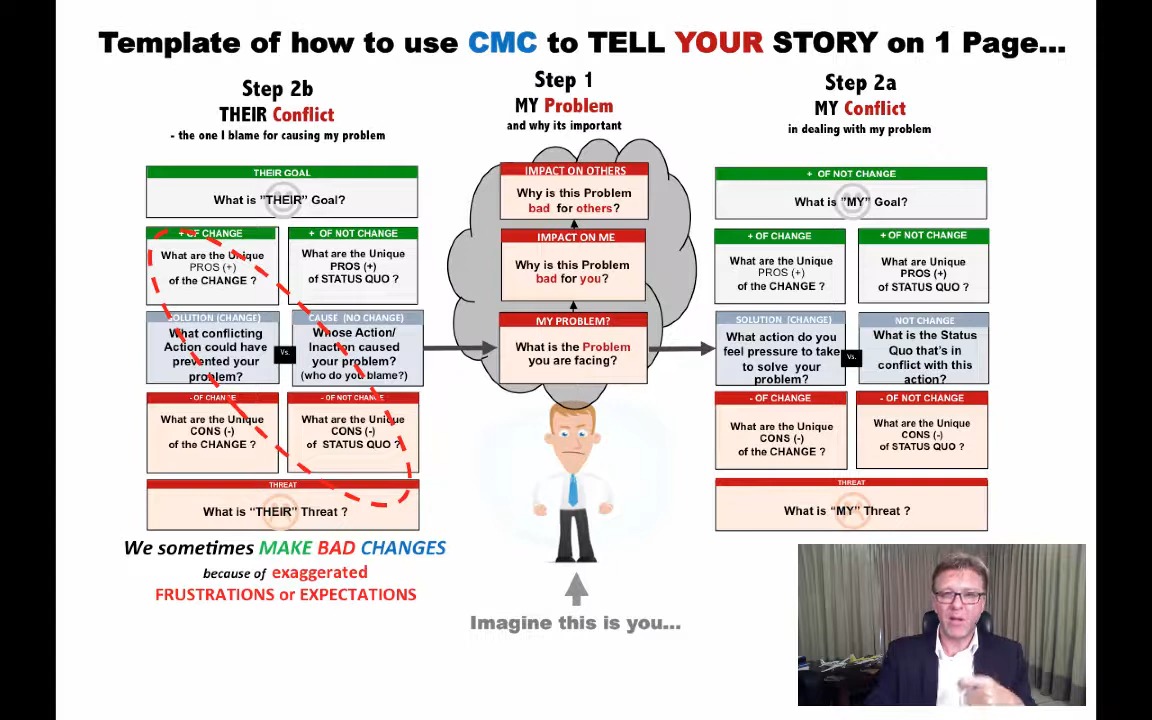 Template of how to use CMC to TELL YOUR STORY on 1 Page...
Step 2b
THEIR Conflict
- the one I blame for causing my problem
THEIR GOAL
What is "THEIR" Goal?
+ OF CHANGE
What are the Unique
PROS (+)
of the CHANGE ?
+ OF NOT CHANGE
What are the Unique
PROS (+)
of STATUS QUO ?
SOLUTION (CHANGE)
What conflicting
Action could have
prevented your
problem?
Vs.
CAUSE (NO CHANGE)
Whose Action/
Inaction caused
your problem?
(who do you blame?)
- OF CHANGE
What are the Unique
CONS (-)
of the CHANGE ?
- OF NOT CHANGE
What are the Unique
CONS (-)
of STATUS QUO ?
THREAT
What is "THEIR" Threat ?
We sometimes MAKE BAD CHANGES
because of exaggerated
FRUSTRATIONS or EXPECTATIONS
Step 1
MY Problem
and why its important
IMPACT ON OTHERS
Why is this Problem
bad for others?
IMPACT ON ME
Why is this Problem
bad for you?
MY PROBLEM?
What is the Problem
you are facing?
Imagine this is you...
Step 2a
MY Conflict
in dealing with my problem
+ OF NOT CHANGE
What is "MY" Goal?
+ OF CHANGE
What are the Unique
PROS (+)
of the CHANGE ?
+ OF NOT CHANGE
What are Unique
PROS (+)
of STATUS QUO ?
SOLUTION (CHANGE)
What action do you
feel pressure to take
to solve your
problem?
Vs.
NOT CHANGE
What is the Status
Quo that's in
conflict with this
action?
- OF CHANGE
What are the Unique
CONS (-)
of the CHANGE ?
- OF NOT CHANGE
What are the Unique
CONS (-)
of STATUS QUO ?
THREAT
What is "MY" Threat ?